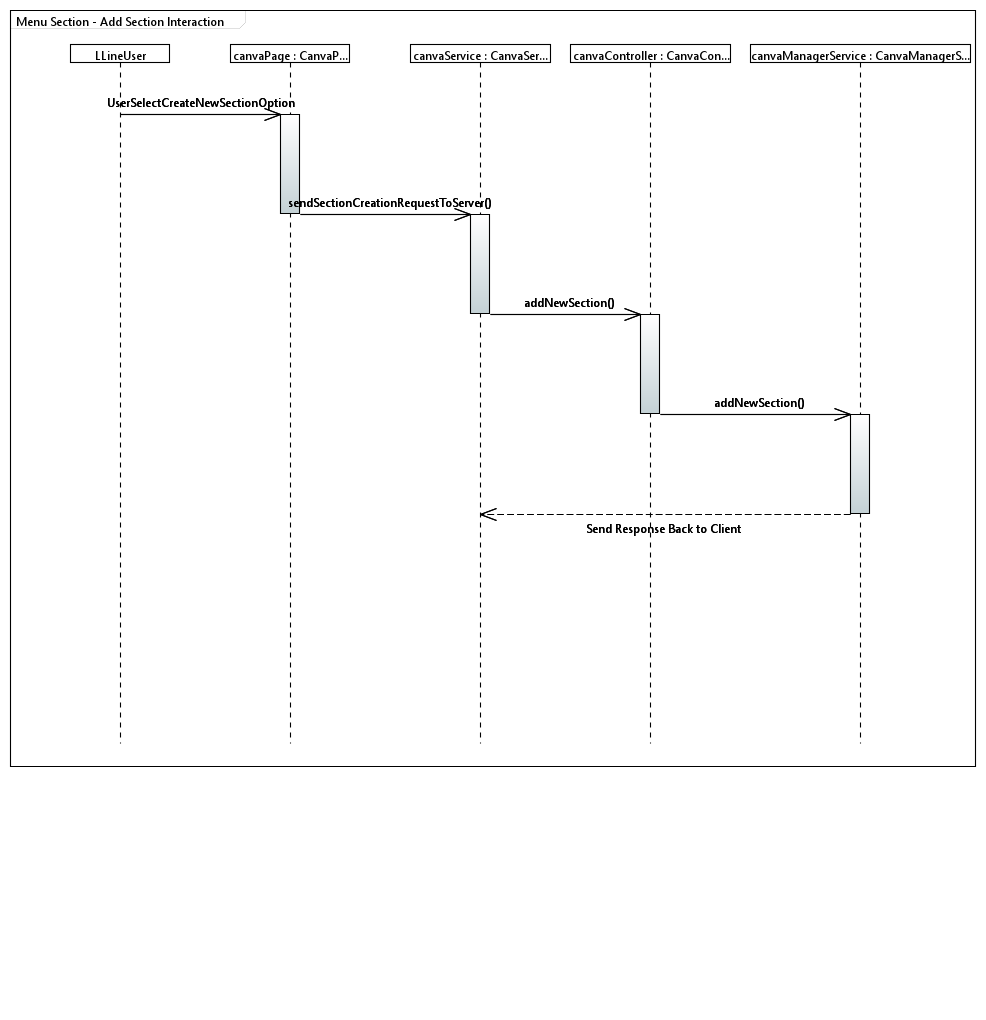 Menu Section - Add Section Interaction
LLineUser
canvaPage : CanvaP...
canvaService : CanvaSer...
canvaController : CanvaCon...
canvaManagerService : CanvaManagerS...
UserSelectCreateNewSectionOption
sendSectionCreationRequestToServer()
addNewSection()
addNewSection()
Send Response Back to Client